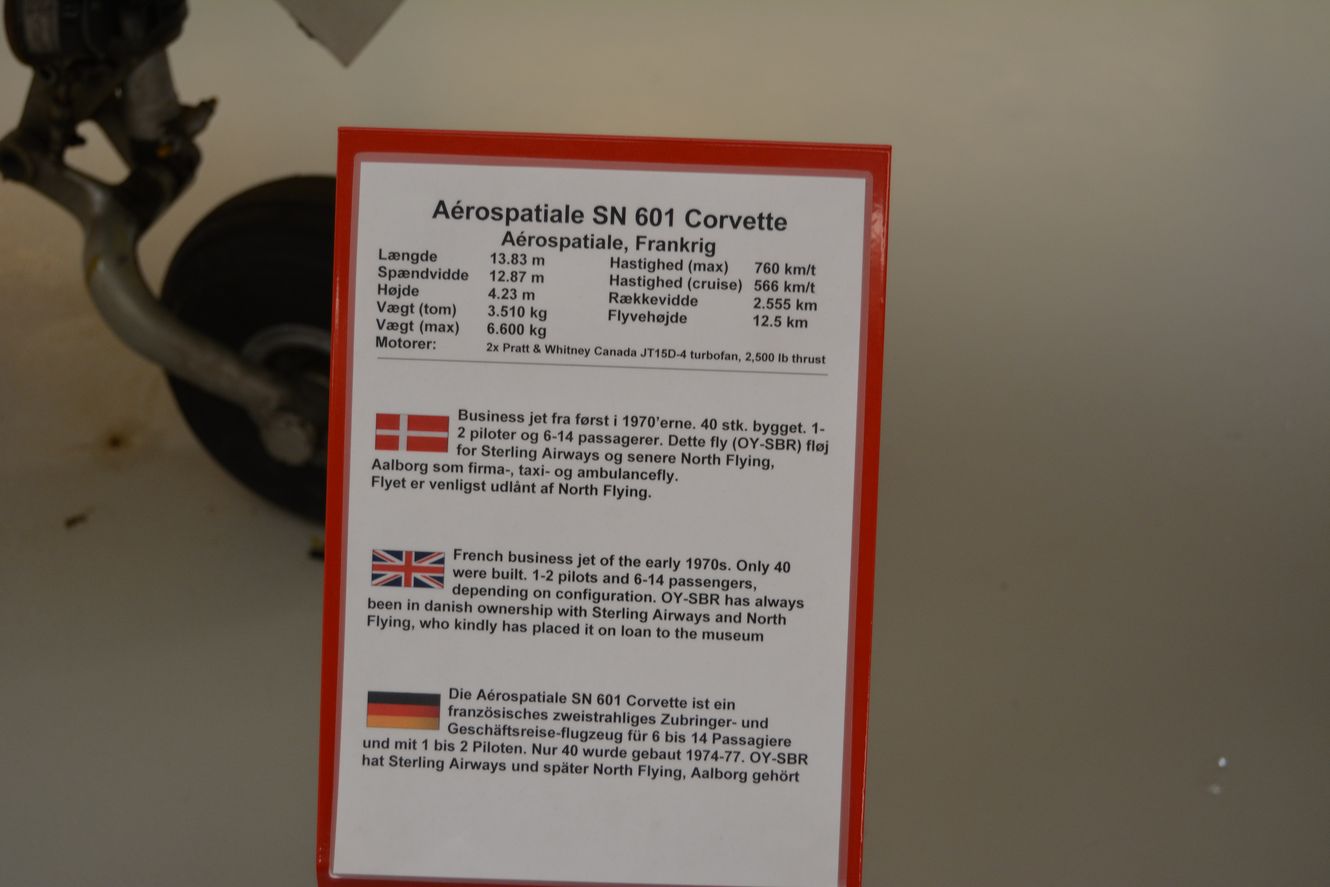 Aérospatiale SN 601 Corvette
Aérospatiale, Frankrig
Længde 13.83 m Hastighed (max) 760 km/t
Spændvidde 12.87 m Hastighed (cruise) 566 km/t
Højde 4.23 m Rækkevidde 2.555 km
Vægt (tom) 3.510 kg Flyvehøjde 12.5 km
Vægt (max) 6.600 kg
Motorer: 2x Pratt & Whitney Canada JT15D-4 turbofan, 2,500 lb thrust
Business jet fra først i 1970'erne. 40 stk. bygget. 1-
2 piloter og 6-14 passagerer. Dette fly (OY-SBR) fløj
for Sterling Airways og senere North Flying,
Aalborg som firma-, taxi- og ambulancefly.
Flyet er venligst udlånt af North Flying.
French business jet of the early 1970s. Only 40
were built. 1-2 pilots and 6-14 passengers,
depending on configuration. OY-SBR has always
been in danish ownership with Sterling Airways and North
Flying, who kindly has placed it on loan to the museum
Die Aérospatiale SN 601 Corvette ist ein
französisches zweistrahliges Zubringer- und
Geschäftsreise-flugzeug für 6 bis 14 Passagiere
und mit 1 bis 2 Piloten. Nur 40 wurde gebaut 1974-77. OY-SBR
hat Sterling Airways und später North Flying, Aalborg gehört